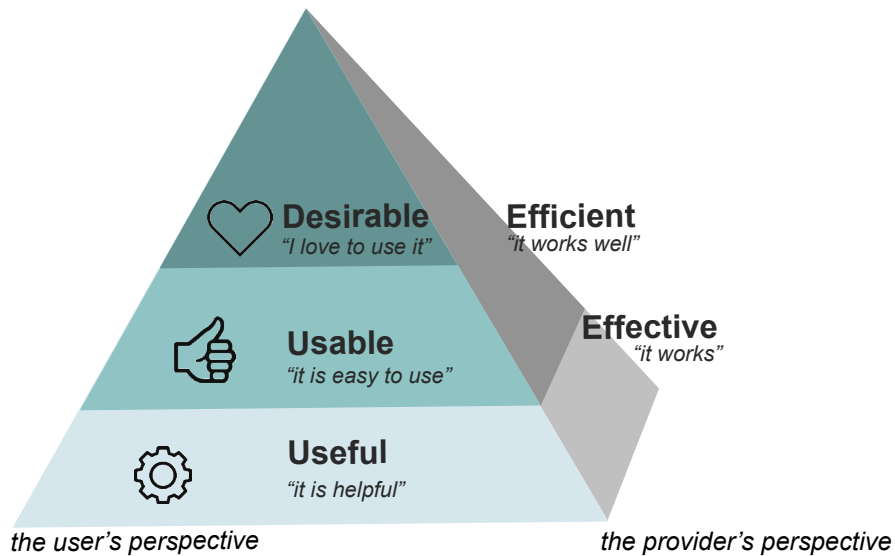 Desirable
“I love to use it”
Efficient
“it works well”
Usable
“it is easy to use”
Effective
“it works”
Useful
“it is helpful”
the user’s perspective
the provider’s perspective